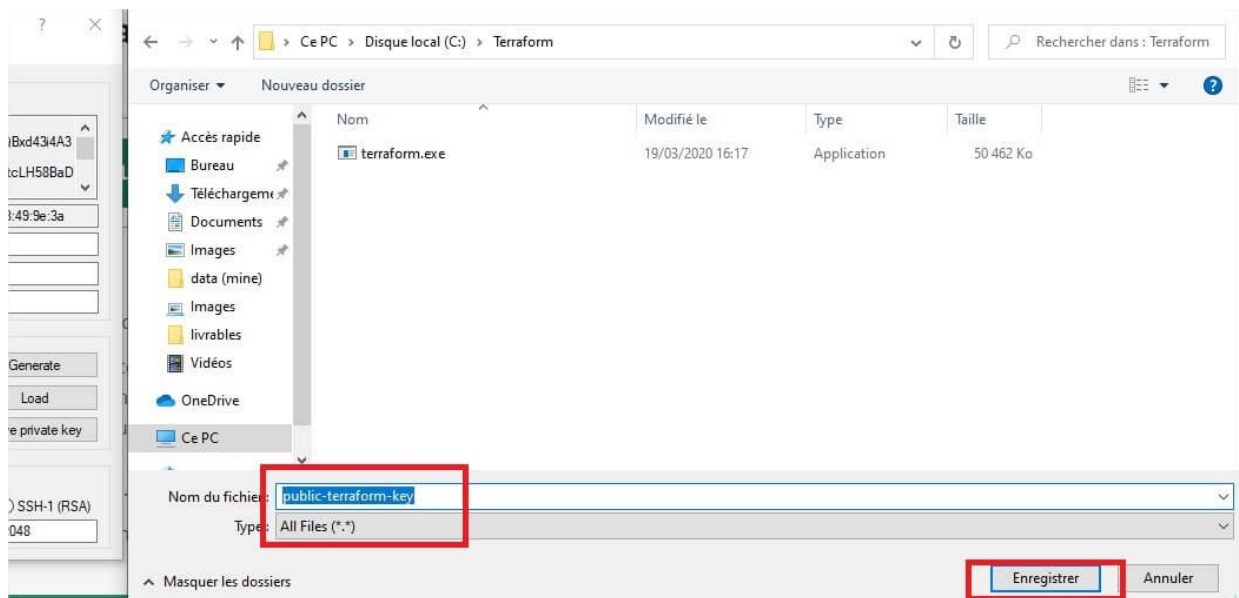 ?
Ce PC > Disque local (C:) > Terraform
Rechercher dans : Terraform
Organiser
Nouveau dossier
Nom
Modifié le
Type
Taille
terraform.exe
19/03/2020 16:17
Application
50 462 Ko
Accès rapide
Bureau
Téléchargeme
Documents
Images
data (mine)
Images
livrables
Vidéos
OneDrive
Ce PC
Bxd43i4A3
tcLH58BaD
:49:9e:3a
Generate
Load
e private key
SSH-1 (RSA)
048
Nom du fichier : public-terraform-key
Type : All Files (*.*)
Masquer les dossiers
Enregistrer
Annuler